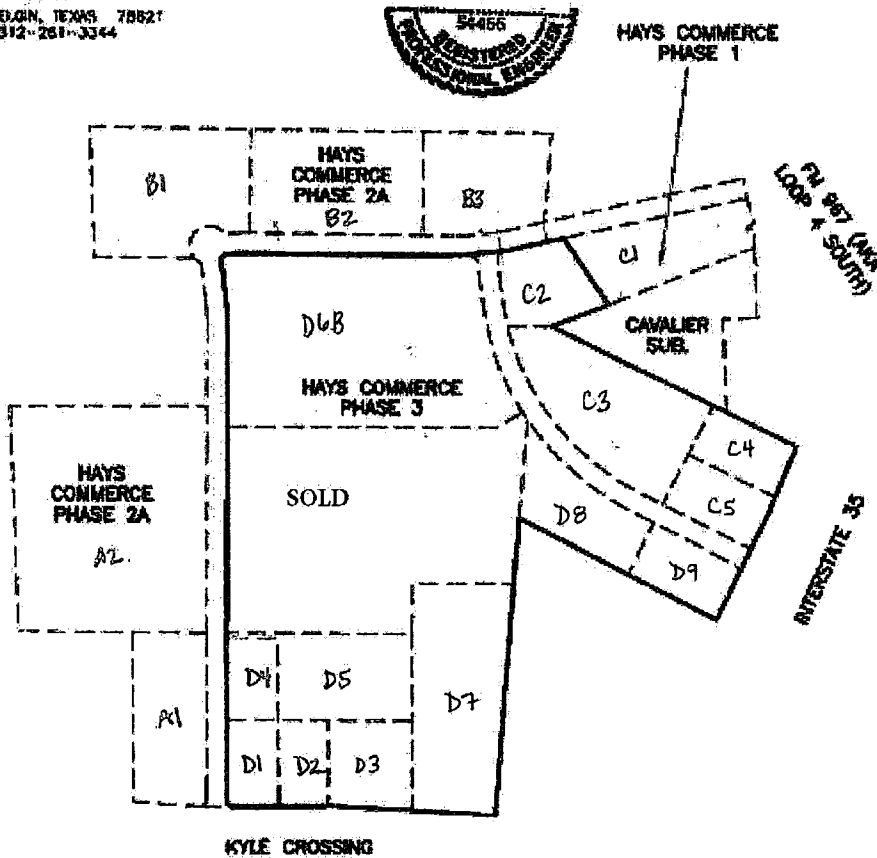 ELGIN, TEXAS 78621
512-281-3344
54455
REGISTERED
PROFESSIONAL ENGINEER
HAYS COMMERCE
PHASE 1
FM 967 (AKA
LOOP 4 SOUTH)
B1
HAYS
COMMERCE
PHASE 2A
B2
B3
C1
C2
CAVALIER
SUB.
D6B
HAYS COMMERCE
PHASE 3
C3
C4
C5
INTERSTATE 35
HAYS
COMMERCE
PHASE 2A
A2.
SOLD
D8
D9
A1
D4
D5
D7
D1
D2
D3
KYLE CROSSING